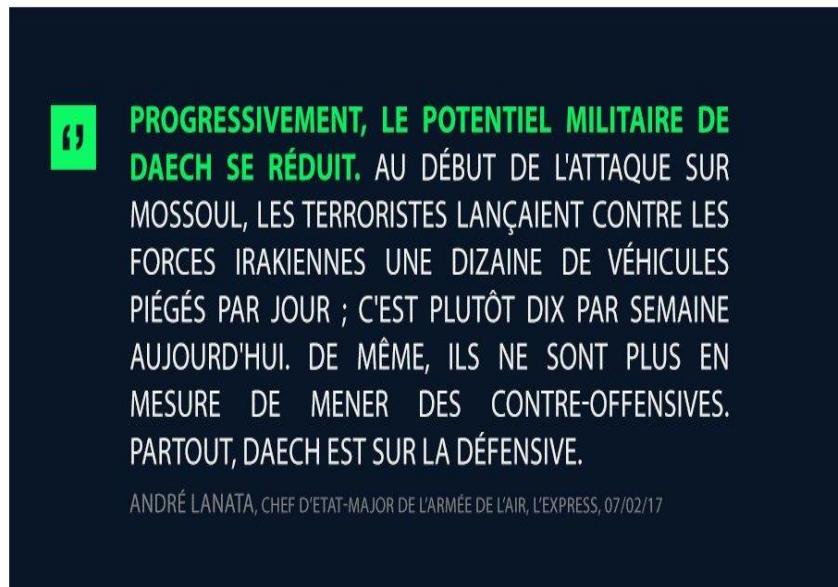 “
PROGRESSIVEMENT, LE POTENTIEL MILITAIRE DE
DAECH SE RÉDUIT. AU DÉBUT DE L'ATTAQUE SUR
MOSSOUL, LES TERRORISTES LANÇAIENT CONTRE LES
FORCES IRAKIENNES UNE DIZAINE DE VÉHICULES
PIÉGÉS PAR JOUR ; C'EST PLUTÔT DIX PAR SEMAINE
AUJOURD'HUI. DE MÊME, ILS NE SONT PLUS EN
MESURE DE MENER DES CONTRE-OFFENSIVES.
PARTOUT, DAECH EST SUR LA DÉFENSIVE.
ANDRÉ LANATA, CHEF D'ETAT-MAJOR DE L'ARMÉE DE L'AIR, L'EXPRESS, 07/02/17